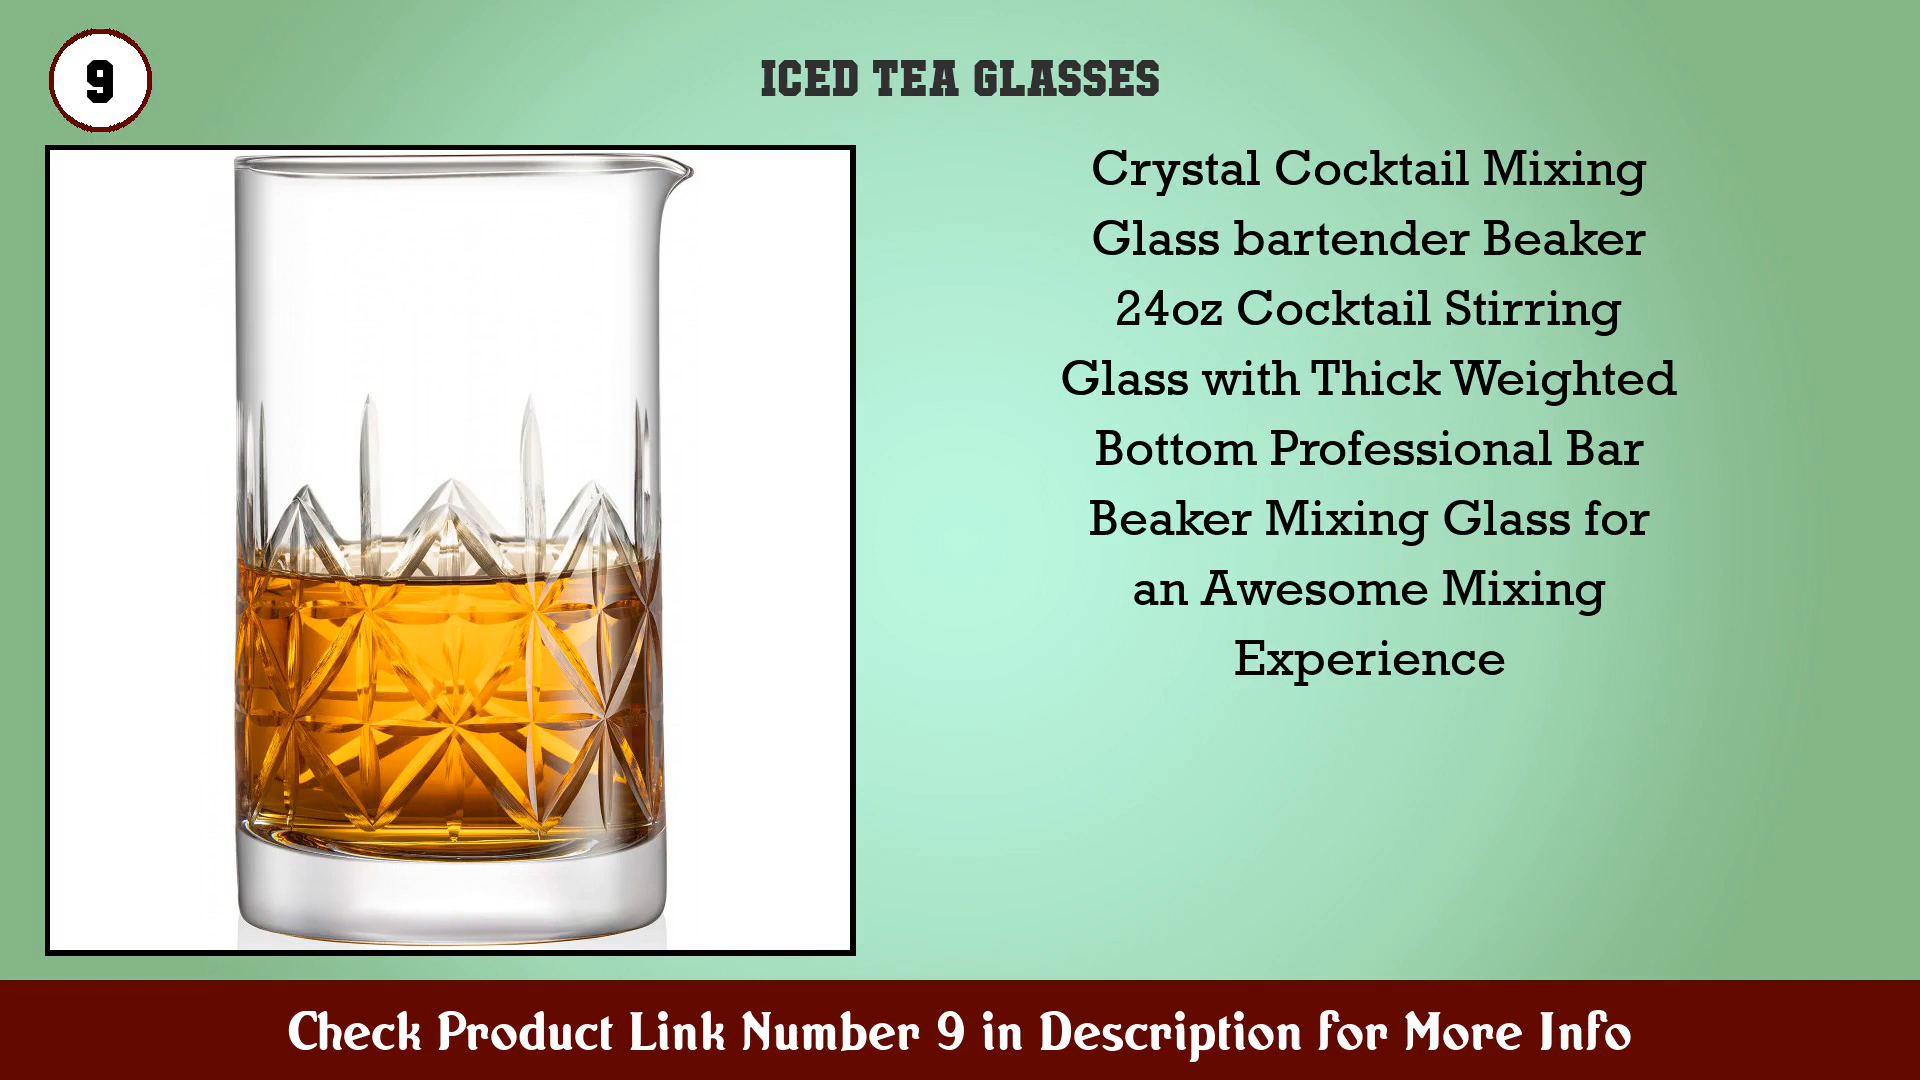 9
ICED TEA GLASSES
Crystal Cocktail Mixing
Glass bartender Beaker
24oz Cocktail Stirring
Glass with Thick Weighted
Bottom Professional Bar
Beaker Mixing Glass for
an Awesome Mixing
Experience
Check Product Link Number 9 in Description for More Info